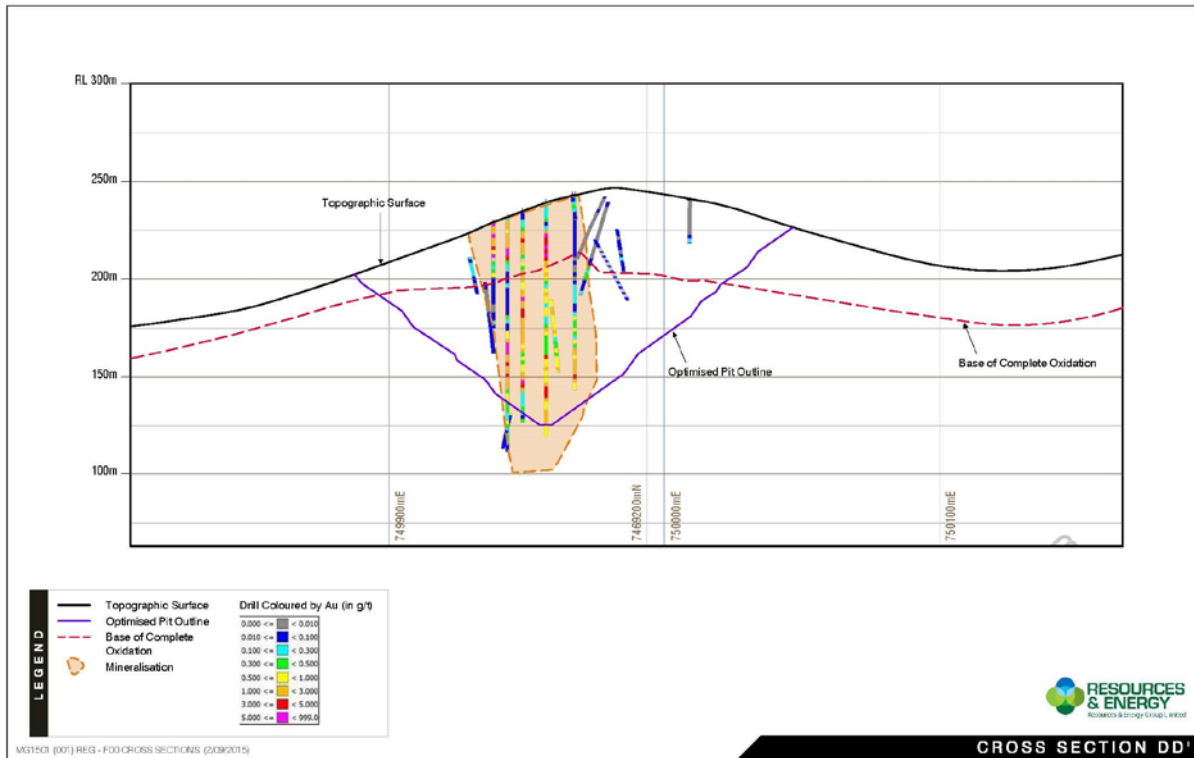 RL 300m
250m
200m
150m
100m
Topographic Surface
Base of Complete Oxidation
Optimised Pit Outline
749900mE
7469200mN
750000mE
750100mE
LEGEND
Topographic Surface
Optimised Pit Outline
Base of Complete
Oxidation
Mineralisation
Drill Coloured by Au (in g/t)
0.000 <= < 0.010
0.010 <= < 0.100
0.100 <= < 0.300
0.300 <= < 0.500
0.500 <= < 1.000
1.000 <= < 3.000
3.000 <= < 5.000
5.000 <= < 999.0
RESOURCES
& ENERGY
Resources & Energy Group Limited
MG1501 (001) REG - F00 CROSS SECTIONS (2/09/2015)
CROSS SECTION DD'